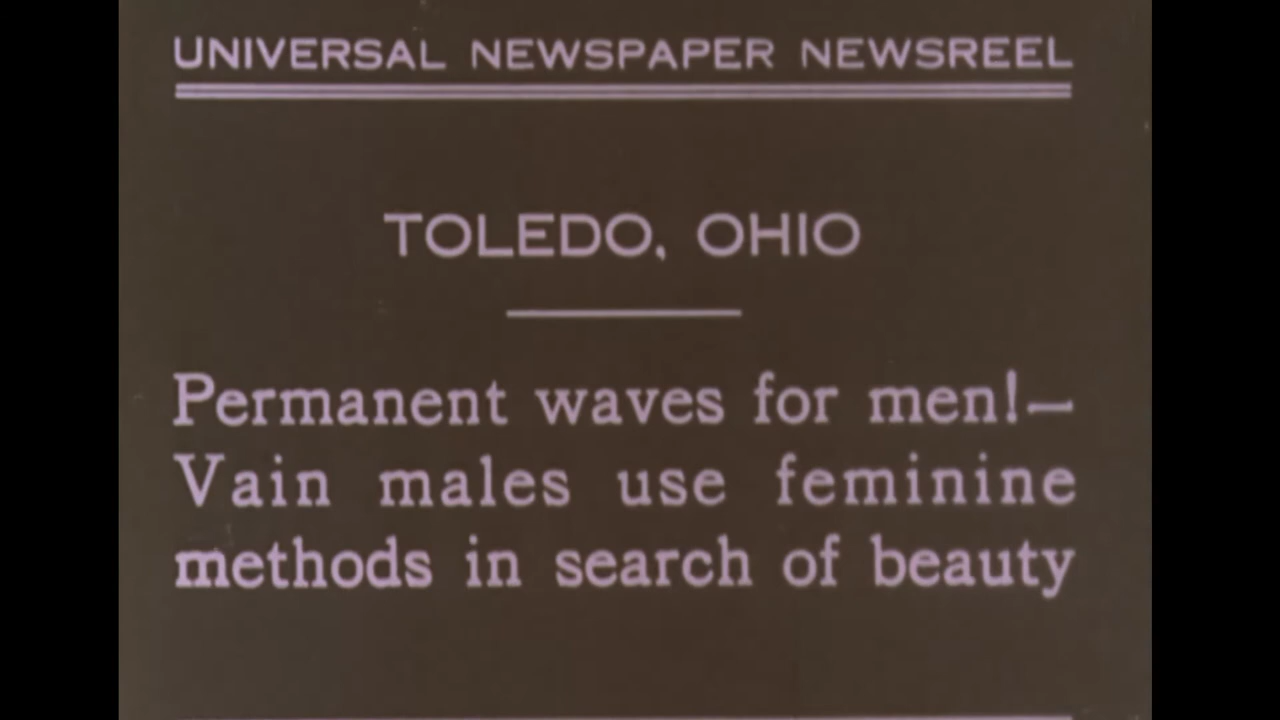 UNIVERSAL NEWSPAPER NEWSREEL
TOLEDO, OHIO
Permanent waves for men!—
Vain males use feminine
methods in search of beauty